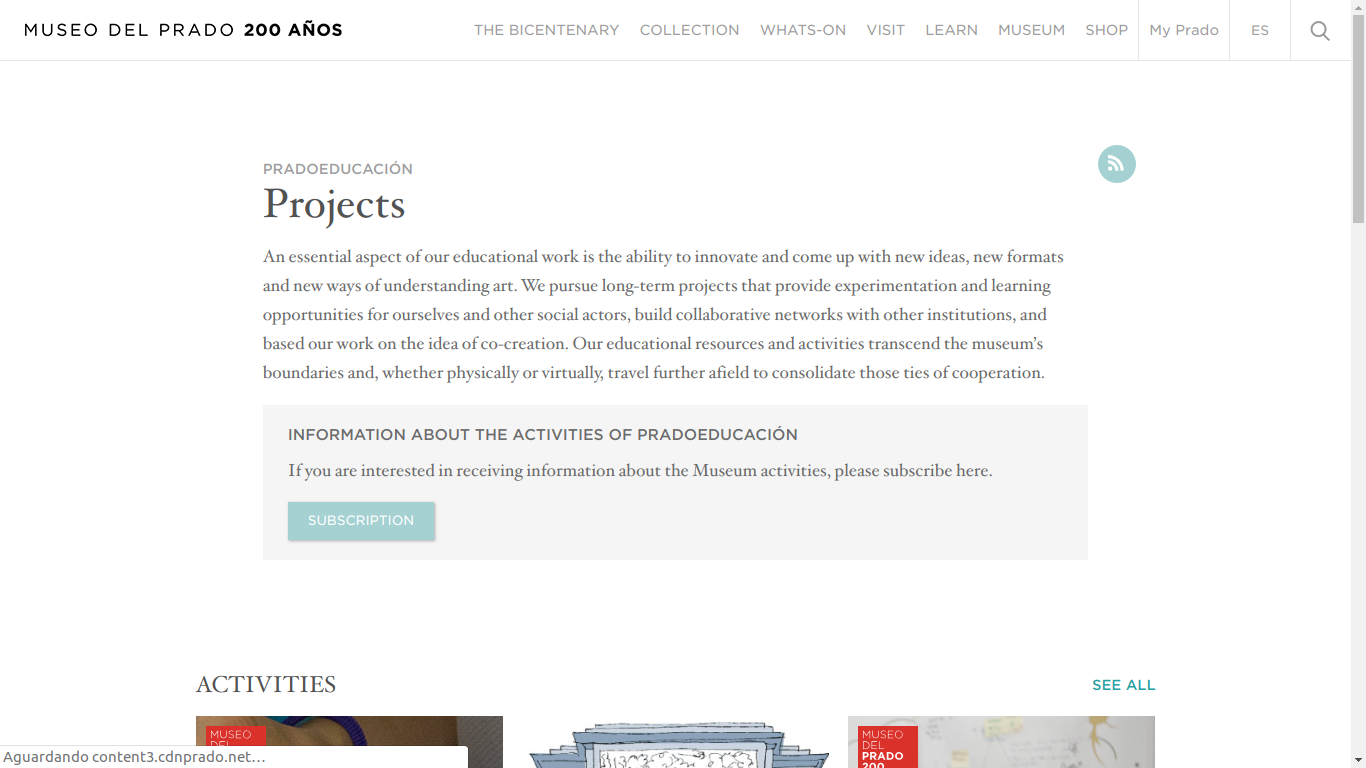 MUSEO DEL PRADO 200 AÑOS
THE BICENTENARY COLLECTION WHATS-ON VISIT LEARN MUSEUM SHOP My Prado ES
PRADOEDUCACIÓN
Projects
An essential aspect of our educational work is the ability to innovate and come up with new ideas, new formats
and new ways of understanding art. We pursue long-term projects that provide experimentation and learning
opportunities for ourselves and other social actors, build collaborative networks with other institutions, and
based our work on the idea of co-creation. Our educational resources and activities transcend the museum’s
boundaries and, whether physically or virtually, travel further afield to consolidate those ties of cooperation.
INFORMATION ABOUT THE ACTIVITIES OF PRADOEDUCACIÓN
If you are interested in receiving information about the Museum activities, please subscribe here.
SUBSCRIPTION
ACTIVITIES
SEE ALL
MUSEO
DEL
MUSEO
DEL
PRADO
200
Aguardando content3.cdnprado.net…